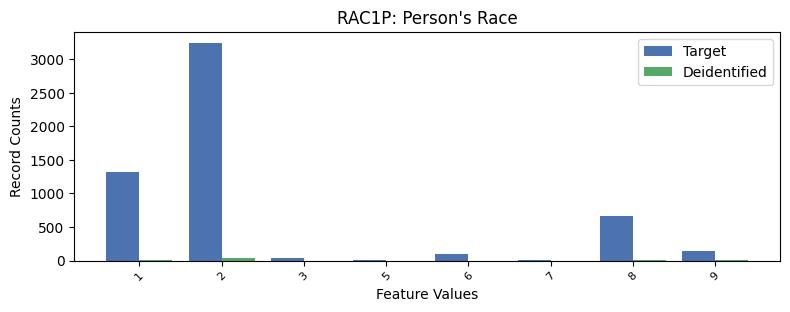 RAC1P: Person's Race
Target
Deidentified
Record Counts
3000
2500
2000
1500
1000
500
0
1 2 3 5 6 7 8 9
Feature Values